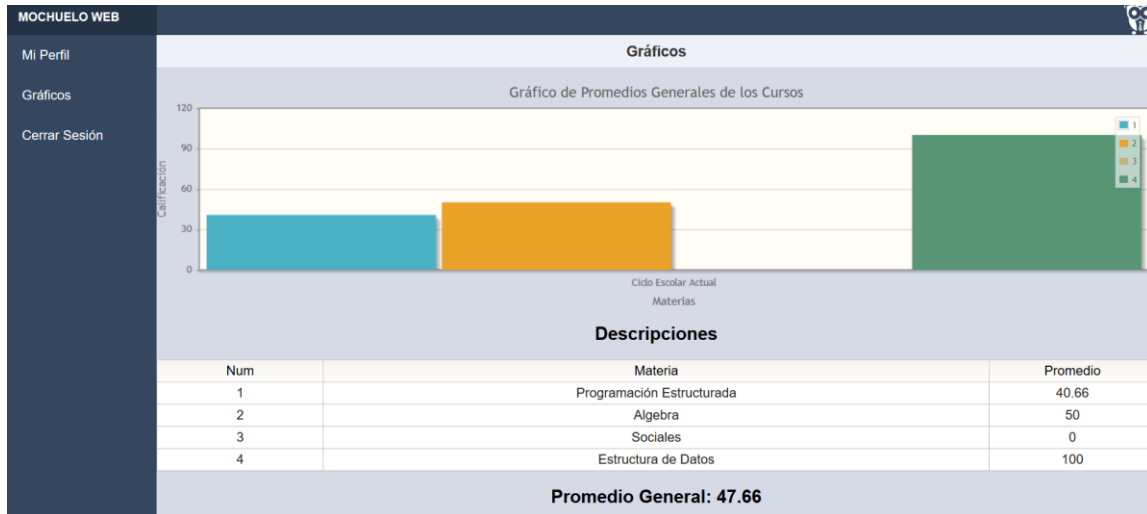 MOCHUELO WEB
Mi Perfil
Gráficos
Cerrar Sesión
Gráficos
Gráfico de Promedios Generales de los Cursos
120
90
60
30
0
Calificación
1
2
3
4
Ciclo Escolar Actual
Materias
Descripciones
Num Materia Promedio
1 Programación Estructurada 40.66
2 Algebra 50
3 Sociales 0
4 Estructura de Datos 100
Promedio General: 47.66